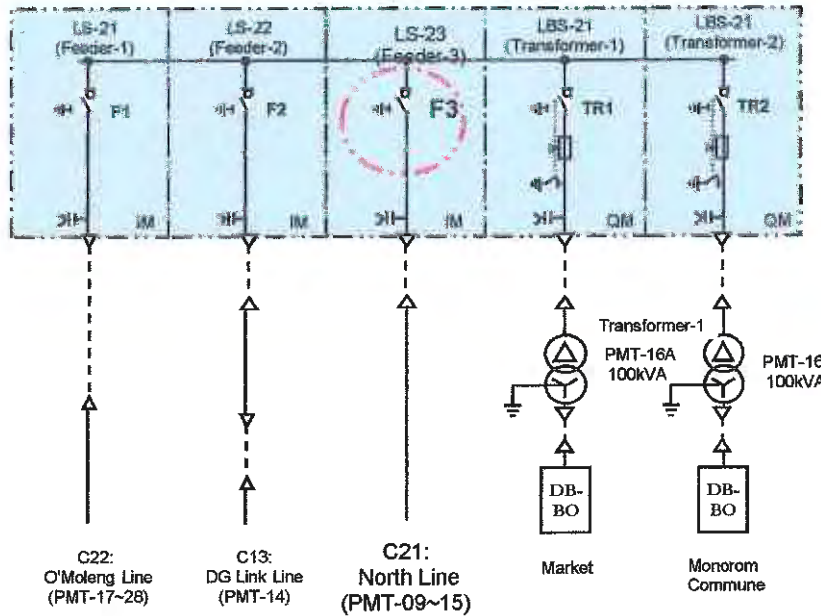 LS-21
(Feeder-1)
LS-22
(Feeder-2)
LS-23
(Feeder-3)
LBS-21
(Transformer-1)
LBS-21
(Transformer-2)
F1
F2
F3
TR1
TR2
IM
IM
IM
QM
QM
Transformer-1
PMT-16A
100kVA
PMT-16
100kVA
DB-
BO
DB-
BO
C22:
O'Moleng Line
(PMT-17~28)
C13:
DG Link Line
(PMT-14)
C21:
North Line
(PMT-09~15)
Market
Monorom
Commune